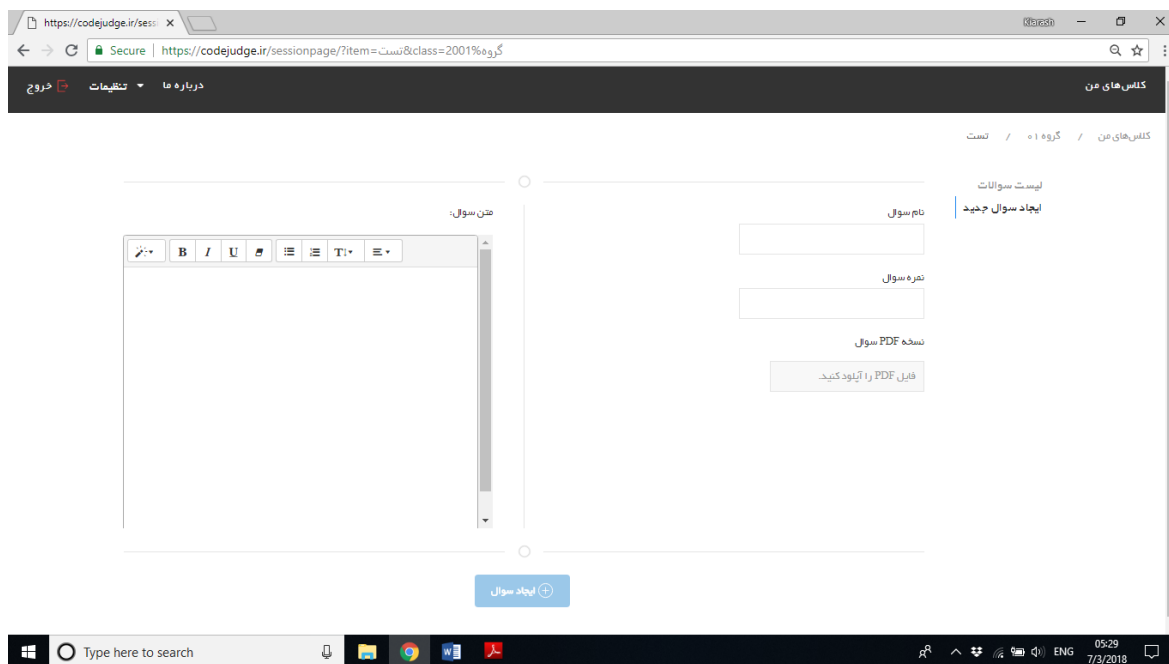 https://codejudge.ir/sessi
Kiarash
Secure | https://codejudge.ir/sessionpage/?item=تست&class=2001%گروه
کلاس های من
درباره ما
تنظیمات
خروج
کلاس‌های من / گروه ۰۱ / تست
لیست سوالات
ایجاد سوال جدید
نام سوال
نمره سوال
نسخه PDF سوال
فایل PDF را آپلود کنید.
متن سوال:
B I U T
ایجاد سوال
Type here to search
ENG
05:29
7/3/2018